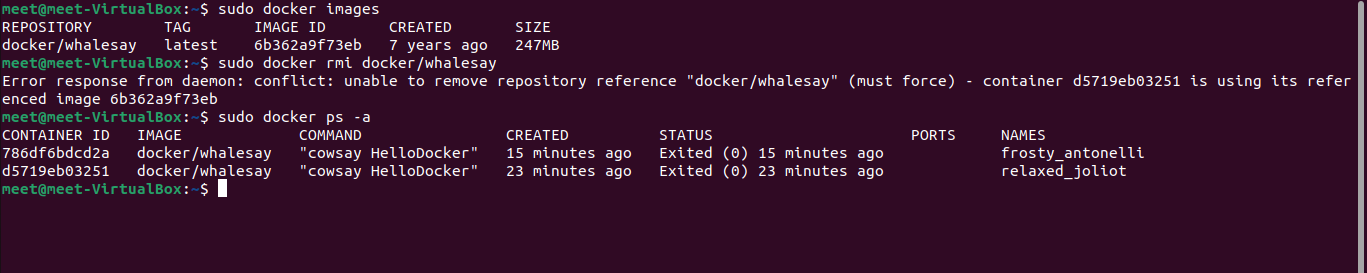 meet@meet-VirtualBox:~$ sudo docker images
REPOSITORY        TAG       IMAGE ID       CREATED       SIZE
docker/whalesay   latest    6b362a9f73eb   7 years ago   247MB
meet@meet-VirtualBox:~$ sudo docker rmi docker/whalesay
Error response from daemon: conflict: unable to remove repository reference "docker/whalesay" (must force) - container d5719eb03251 is using its refer
enced image 6b362a9f73eb
meet@meet-VirtualBox:~$ sudo docker ps -a
CONTAINER ID   IMAGE             COMMAND                CREATED          STATUS                      PORTS     NAMES
786df6bdcd2a   docker/whalesay   "cowsay HelloDocker"   15 minutes ago   Exited (0) 15 minutes ago             frosty_antonelli
d5719eb03251   docker/whalesay   "cowsay HelloDocker"   23 minutes ago   Exited (0) 23 minutes ago             relaxed_joliot
meet@meet-VirtualBox:~$